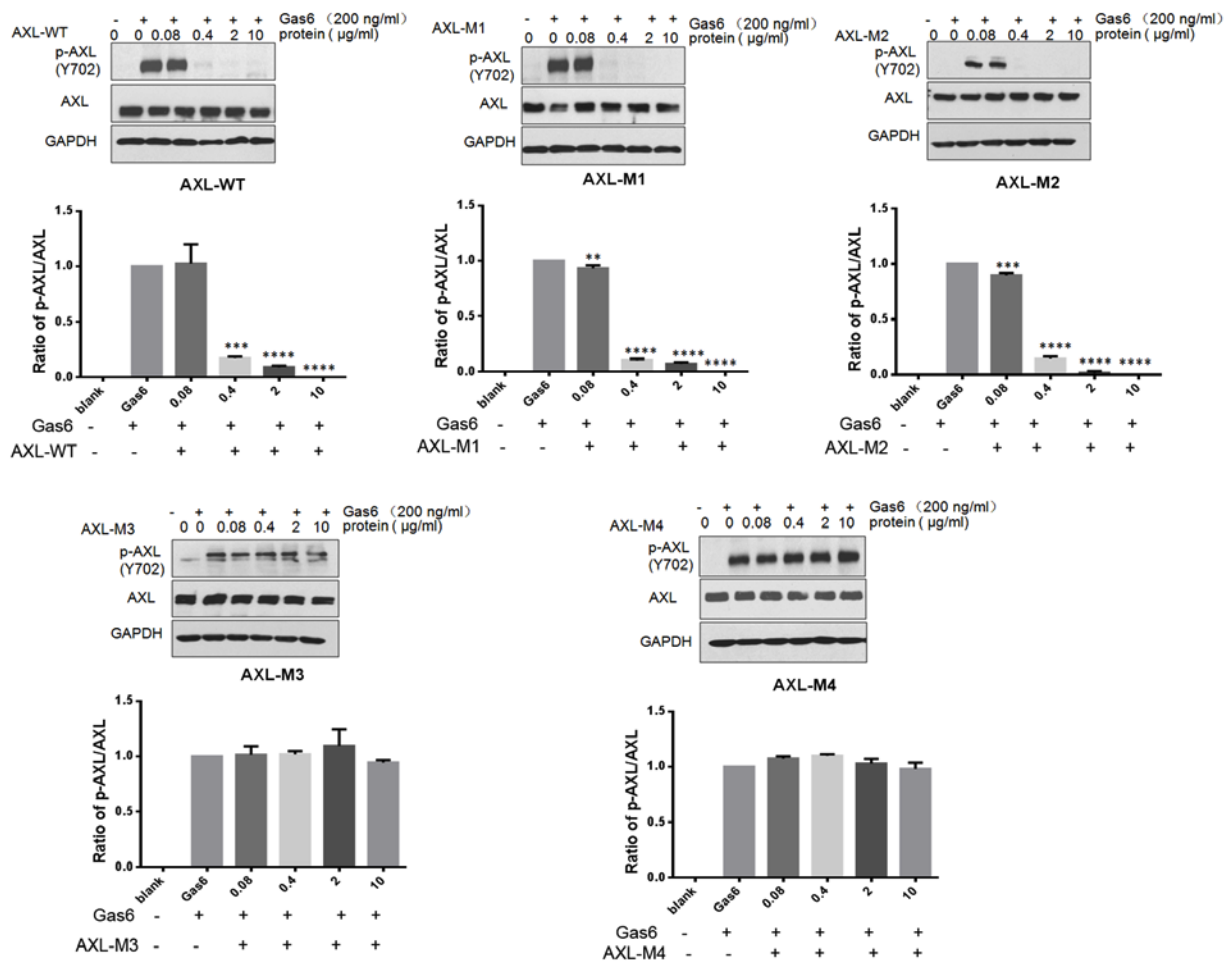 - + + + + + Gas6 (200 ng/ml)
AXL-WT 0 0 0.08 0.4 2 10 protein ( μg/ml)
p-AXL
(Y702)
AXL
GAPDH
AXL-WT
Ratio of p-AXL/AXL
1.5
1.0
0.5
0.0
*** **** ****
blank Gas6 0.08 0.4 2 10
Gas6 - + + + + +
AXL-WT - - + + + +
- + + + + + Gas6 (200 ng/ml)
AXL-M1 0 0 0.08 0.4 2 10 protein ( μg/ml)
p-AXL
(Y702)
AXL
GAPDH
AXL-M1
Ratio of p-AXL/AXL
1.5
1.0
0.5
0.0
** **** **** ****
blank Gas6 0.08 0.4 2 10
Gas6 - + + + + +
AXL-M1 - - + + + +
- + + + + + Gas6 (200 ng/ml)
AXL-M2 0 0 0.08 0.4 2 10 protein ( μg/ml)
p-AXL
(Y702)
AXL
GAPDH
AXL-M2
Ratio of p-AXL/AXL
1.5
1.0
0.5
0.0
*** **** **** ****
blank Gas6 0.08 0.4 2 10
Gas6 - + + + + +
AXL-M2 - - + + + +
- + + + + + Gas6 (200 ng/ml)
AXL-M3 0 0 0.08 0.4 2 10 protein ( μg/ml)
p-AXL
(Y702)
AXL
GAPDH
AXL-M3
Ratio of p-AXL/AXL
1.5
1.0
0.5
0.0
blank Gas6 0.08 0.4 2 10
Gas6 - + + + + +
AXL-M3 - - + + + +
- + + + + + Gas6 (200 ng/ml)
AXL-M4 0 0 0.08 0.4 2 10 protein ( μg/ml)
p-AXL
(Y702)
AXL
GAPDH
AXL-M4
Ratio of p-AXL/AXL
1.5
1.0
0.5
0.0
blank Gas6 0.08 0.4 2 10
Gas6 - + + + + +
AXL-M4 - - + + + +